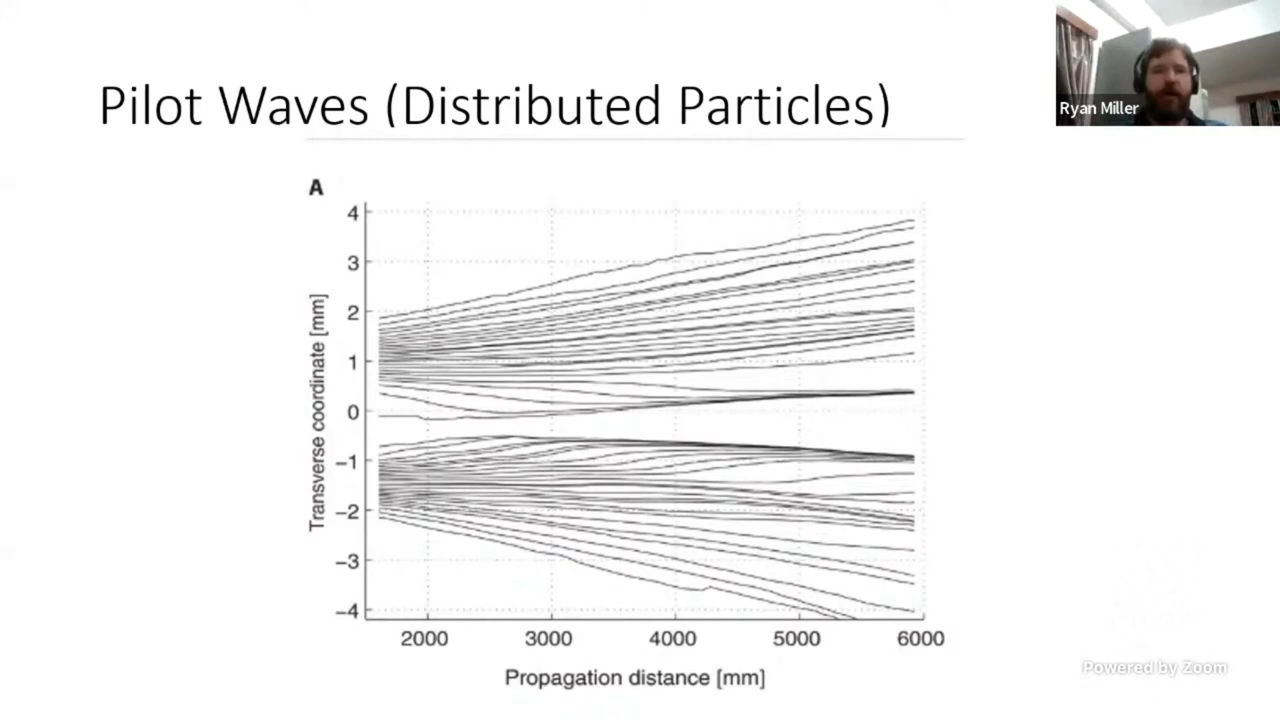 Pilot Waves (Distributed Particles)
Ryan Miller
A
4
3
2
1
0
−1
−2
−3
−4
Transverse coordinate [mm]
2000 3000 4000 5000 6000
Propagation distance [mm]
Powered by Zoom